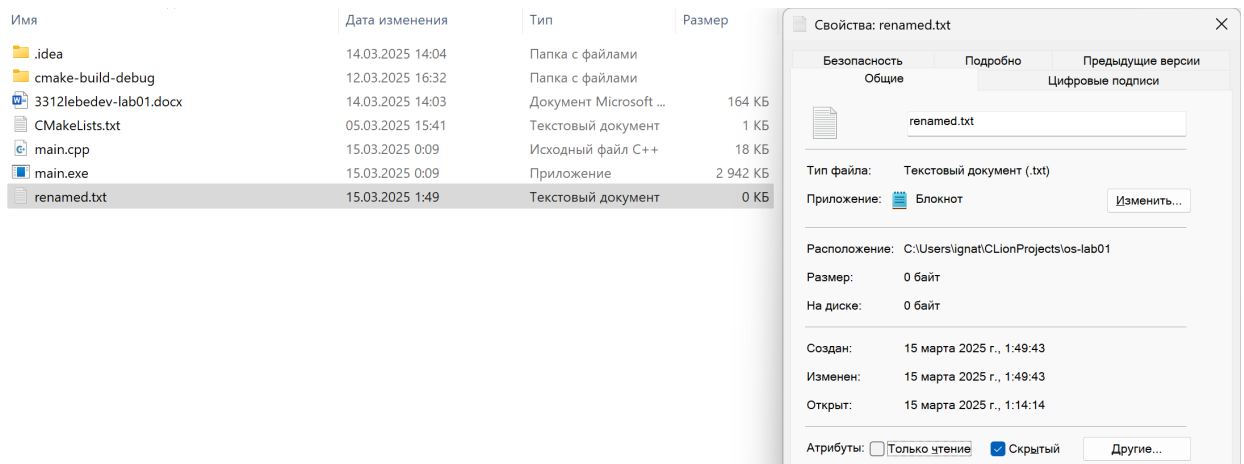 Имя Дата изменения Тип Размер
.idea 14.03.2025 14:04 Папка с файлами
cmake-build-debug 12.03.2025 16:32 Папка с файлами
3312lebedev-lab01.docx 14.03.2025 14:03 Документ Microsoft ... 164 КБ
CMakeLists.txt 05.03.2025 15:41 Текстовый документ 1 КБ
main.cpp 15.03.2025 0:09 Исходный файл C++ 18 КБ
main.exe 15.03.2025 0:09 Приложение 2 942 КБ
renamed.txt 15.03.2025 1:49 Текстовый документ 0 КБ
Свойства: renamed.txt
Безопасность Подробно Предыдущие версии
Общие Цифровые подписи
renamed.txt
Тип файла: Текстовый документ (.txt)
Приложение: Блокнот Изменить...
Расположение: C:\Users\ignat\CLionProjects\os-lab01
Размер: 0 байт
На диске: 0 байт
Создан: 15 марта 2025 г., 1:49:43
Изменен: 15 марта 2025 г., 1:49:43
Открыт: 15 марта 2025 г., 1:14:14
Атрибуты: Только чтение Скрытый Другие...